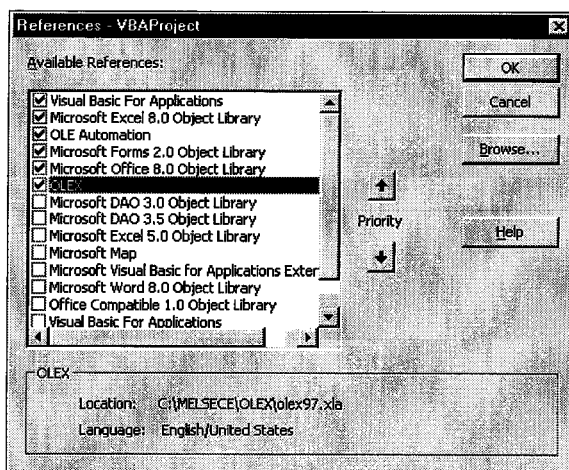 References - VBAProject
Available References:
OK
Visual Basic For Applications
Microsoft Excel 8.0 Object Library
Cancel
OLE Automation
Microsoft Forms 2.0 Object Library
Microsoft Office 8.0 Object Library
Browse...
OLEX
Microsoft DAO 3.0 Object Library
Microsoft DAO 3.5 Object Library
Priority
Microsoft Excel 5.0 Object Library
Help
Microsoft Map
Microsoft Visual Basic for Applications Exter
Microsoft Word 8.0 Object Library
Office Compatible 1.0 Object Library
Visual Basic For Applications
OLEX
Location: C:\MELSECE\OLEX\olex97.xla
Language: English/United States